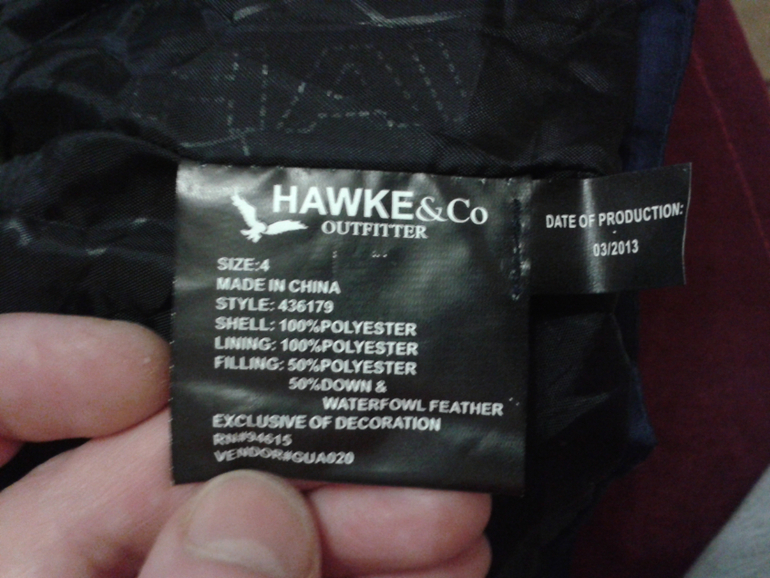 HAW
HAWKE&Co
OUTFITTER
SIZE:4
MADE IN CHINA
STYLE: 436179
SHELL: 100%POLYESTER
LINING: 100%POLYESTER
FILLING: 50%POLYESTER
50%DOWN &
WATERFOWL FEATHER
EXCLUSIVE OF DECORATION
RN#94615
VENDOR#GUA020
DATE OF PRODUCTION:
03/2013